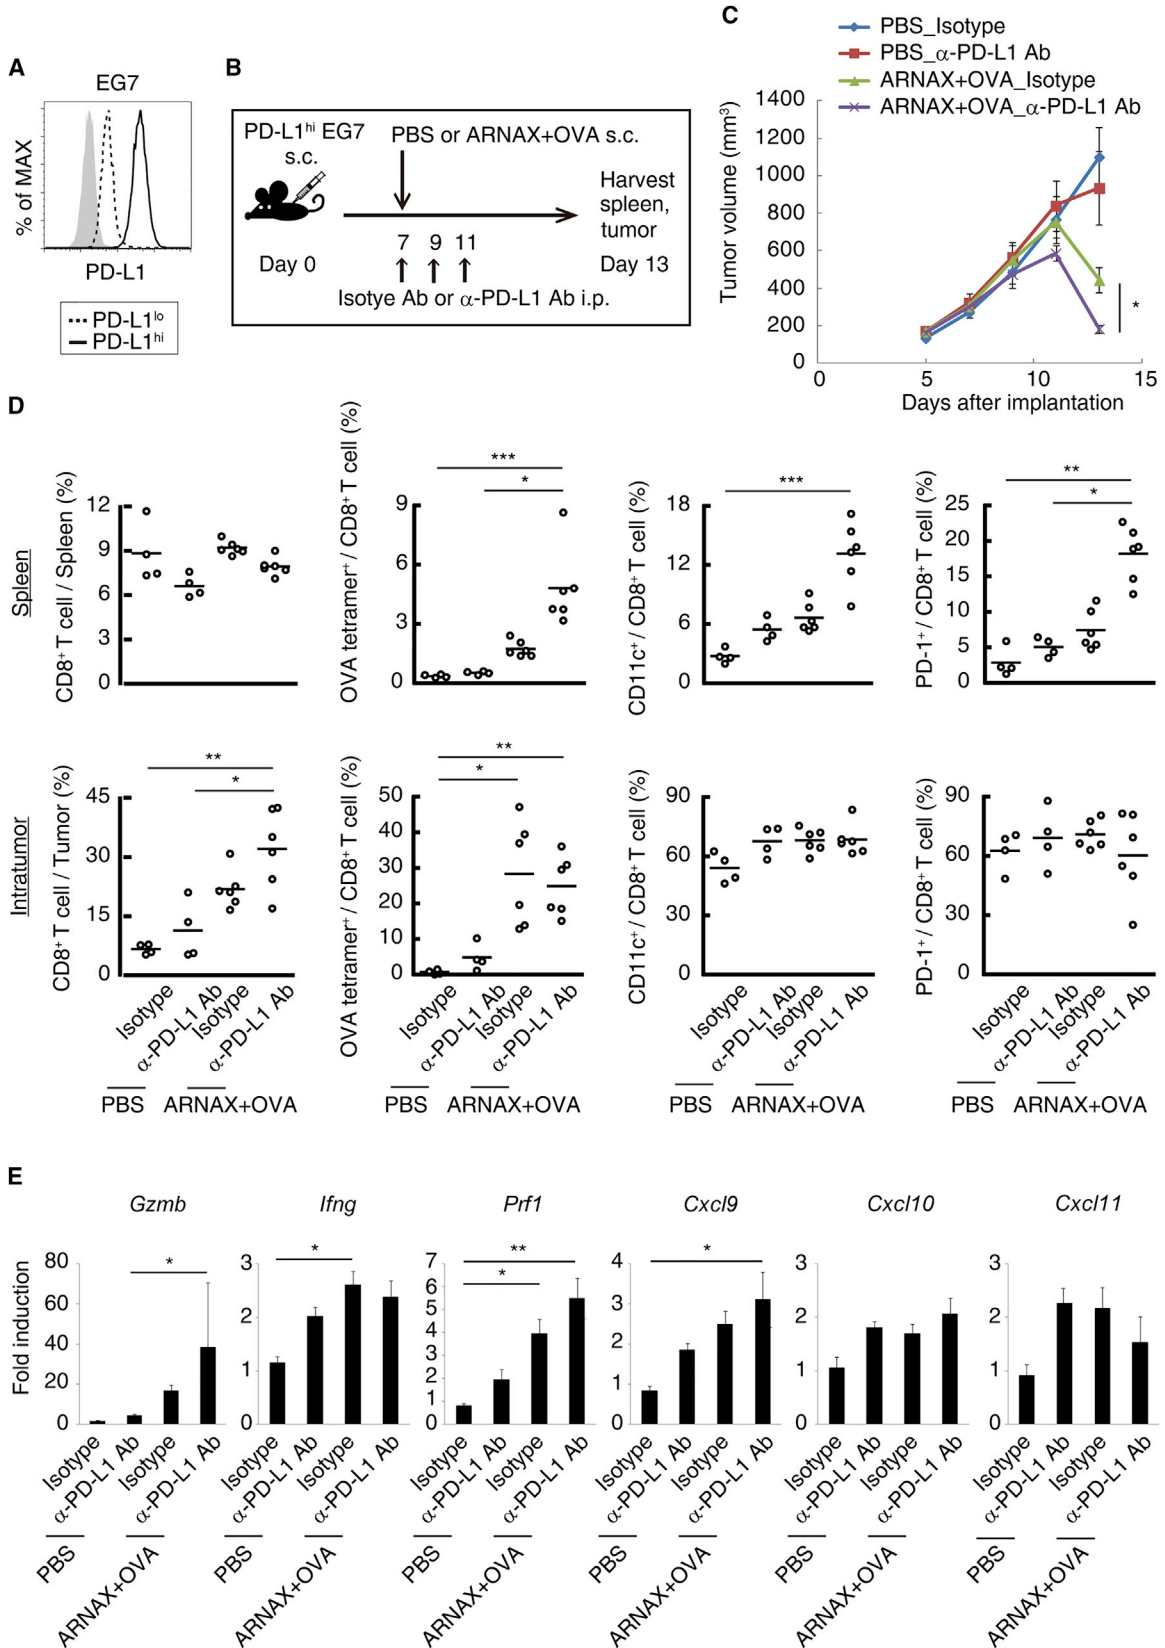 A
EG7
% of MAX
PD-L1
PD-L1lo
PD-L1hi
B
PD-L1hi EG7
s.c.
PBS or ARNAX+OVA s.c.
Harvest
spleen,
tumor
7 9 11
Day 0
Day 13
Isotye Ab or α-PD-L1 Ab i.p.
C
PBS_Isotype
PBS_α-PD-L1 Ab
ARNAX+OVA_Isotype
ARNAX+OVA_α-PD-L1 Ab
Tumor volume (mm³)
1400
1200
1000
800
600
400
200
0
*
0 5 10 15
Days after implantation
D
Spleen
CD8⁺ T cell / Spleen (%)
12
9
6
3
0
OVA tetramer⁺ / CD8⁺ T cell (%)
***
*
9
6
3
0
CD11c⁺ / CD8⁺ T cell (%)
***
18
12
6
0
PD-1⁺ / CD8⁺ T cell (%)
**
*
25
20
15
10
5
0
Intratumor
CD8⁺ T cell / Tumor (%)
**
*
45
30
15
0
Isotype
α-PD-L1 Ab
Isotype
α-PD-L1 Ab
PBS ARNAX+OVA
OVA tetramer⁺ / CD8⁺ T cell (%)
**
*
50
40
30
20
10
0
Isotype
α-PD-L1 Ab
Isotype
α-PD-L1 Ab
PBS ARNAX+OVA
CD11c⁺ / CD8⁺ T cell (%)
90
60
30
0
Isotype
α-PD-L1 Ab
Isotype
α-PD-L1 Ab
PBS ARNAX+OVA
PD-1⁺ / CD8⁺ T cell (%)
90
60
30
0
Isotype
α-PD-L1 Ab
Isotype
α-PD-L1 Ab
PBS ARNAX+OVA
E
Fold induction
Gzmb
*
80
60
40
20
0
Isotype
α-PD-L1 Ab
Isotype
α-PD-L1 Ab
PBS
ARNAX+OVA
Ifng
*
3
2
1
0
Isotype
α-PD-L1 Ab
Isotype
α-PD-L1 Ab
PBS
ARNAX+OVA
Prf1
**
*
7
6
5
4
3
2
1
0
Isotype
α-PD-L1 Ab
Isotype
α-PD-L1 Ab
PBS
ARNAX+OVA
Cxcl9
*
4
3
2
1
0
Isotype
α-PD-L1 Ab
Isotype
α-PD-L1 Ab
PBS
ARNAX+OVA
Cxcl10
3
2
1
0
Isotype
α-PD-L1 Ab
Isotype
α-PD-L1 Ab
PBS
ARNAX+OVA
Cxcl11
3
2
1
0
Isotype
α-PD-L1 Ab
Isotype
α-PD-L1 Ab
PBS
ARNAX+OVA